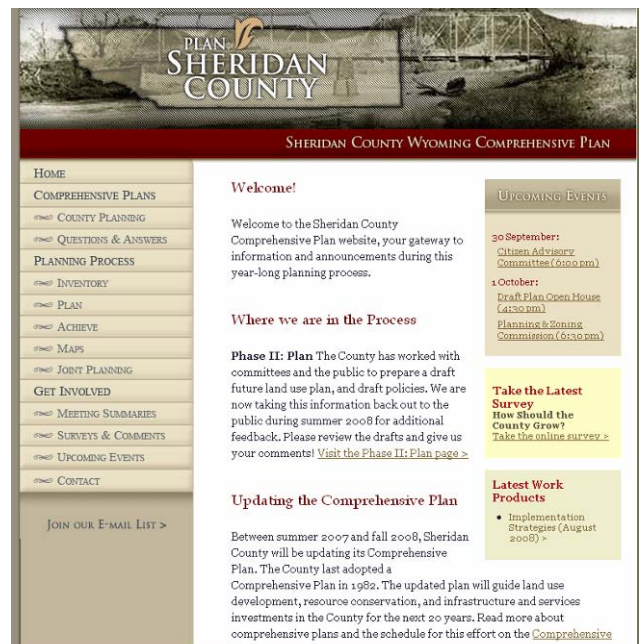 PLAN
SHERIDAN
COUNTY
SHERIDAN COUNTY WYOMING COMPREHENSIVE PLAN
HOME
COMPREHENSIVE PLANS
COUNTY PLANNING
QUESTIONS & ANSWERS
PLANNING PROCESS
INVENTORY
PLAN
ACHIEVE
MAPS
JOINT PLANNING
GET INVOLVED
MEETING SUMMARIES
SURVEYS & COMMENTS
UPCOMING EVENTS
CONTACT
JOIN OUR E-MAIL LIST >
Welcome!
Welcome to the Sheridan County
Comprehensive Plan website, your gateway to
information and announcements during this
year-long planning process.
Where we are in the Process
Phase II: Plan The County has worked with
committees and the public to prepare a draft
future land use plan, and draft policies. We are
now taking this information back out to the
public during summer 2008 for additional
feedback. Please review the drafts and give us
your comments! Visit the Phase II: Plan page >
Updating the Comprehensive Plan
Between summer 2007 and fall 2008, Sheridan
County will be updating its Comprehensive
Plan. The County last adopted a
Comprehensive Plan in 1982. The updated plan will guide land use
development, resource conservation, and infrastructure and services
investments in the County for the next 20 years. Read more about
comprehensive plans and the schedule for this effort on the Comprehensive
UPCOMING EVENTS
30 September:
Citizen Advisory
Committee (6:00 pm)
1 October:
Draft Plan Open House
(4:30 pm)
Planning & Zoning
Commission (6:30 pm)
Take the Latest
Survey
How Should the
County Grow?
Take the online survey >
Latest Work
Products
Implementation
Strategies (August
2008) >